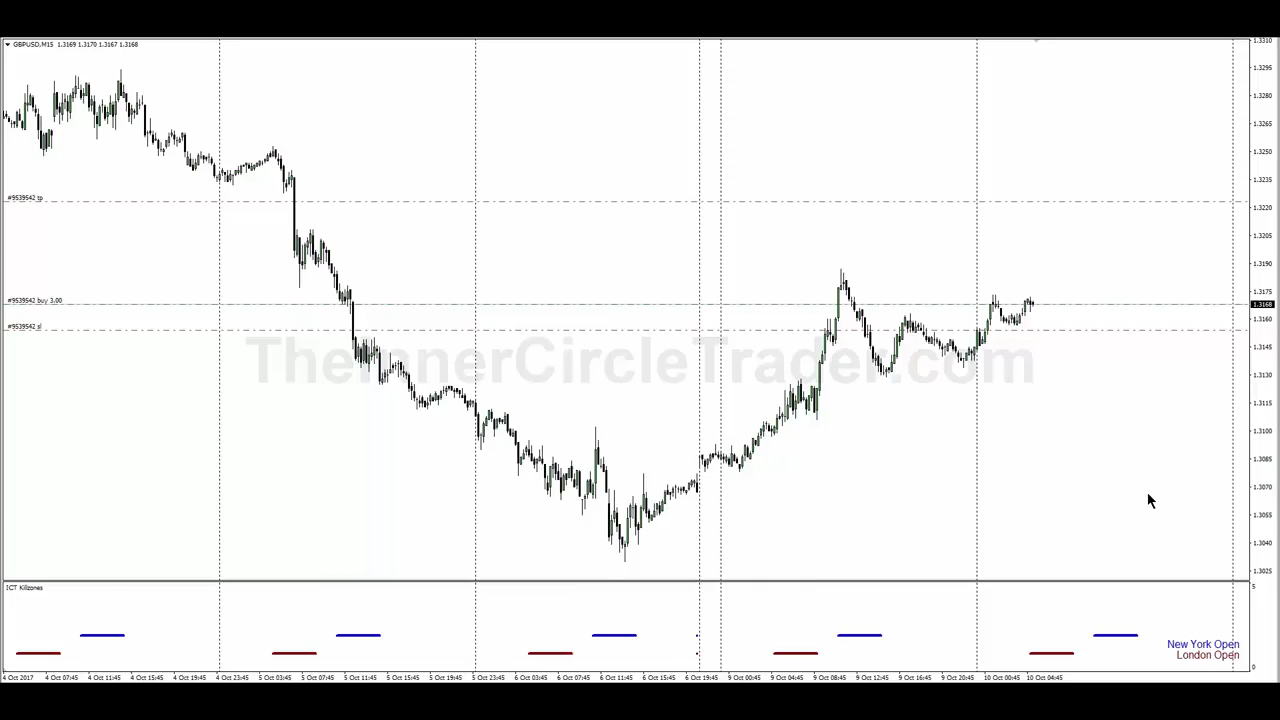 GBPUSD,M15 1.3169 1.3170 1.3167 1.3168
1.3310
1.3295
1.3280
1.3265
1.3250
1.3235
#9539542 tp
1.3220
1.3205
1.3190
1.3175
#9539542 buy 3.00
1.3168
1.3160
#9539542 sl
1.3145
TheInnerCircleTrader.com
1.3130
1.3115
1.3100
1.3085
1.3070
1.3055
1.3040
1.3025
ICT Killzones
5
New York Open
London Open
0
4 Oct 2017 4 Oct 07:45 4 Oct 11:45 4 Oct 15:45 4 Oct 19:45 4 Oct 23:45 5 Oct 03:45 5 Oct 07:45 5 Oct 11:45 5 Oct 15:45 5 Oct 19:45 5 Oct 23:45 6 Oct 03:45 6 Oct 07:45 6 Oct 11:45 6 Oct 15:45 6 Oct 19:45 9 Oct 00:45 9 Oct 04:45 9 Oct 08:45 9 Oct 12:45 9 Oct 16:45 9 Oct 20:45 10 Oct 00:45 10 Oct 04:45